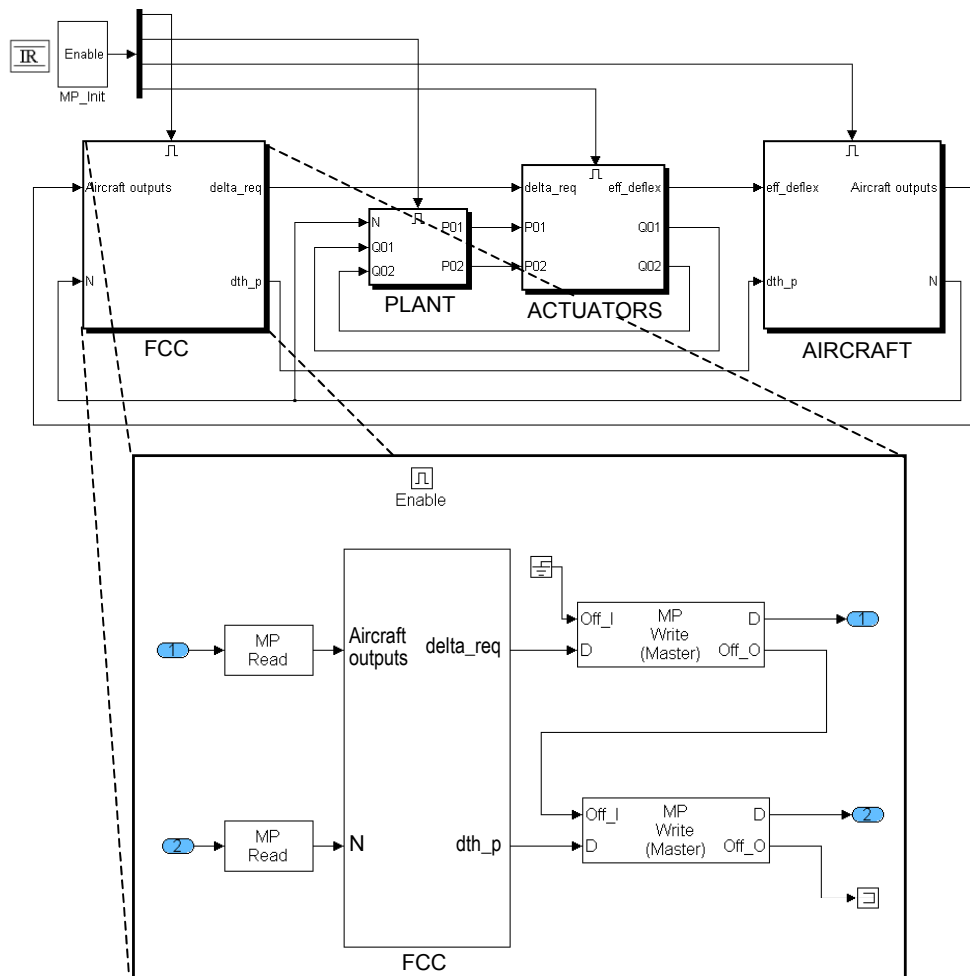 IR
Enable
MP_Init
Aircraft outputs
delta_req
N
dth_p
FCC
N
Q01
Q02
P01
P02
PLANT
delta_req
P01
P02
eff_deflex
Q01
Q02
ACTUATORS
eff_deflex
dth_p
Aircraft outputs
N
AIRCRAFT
Enable
1
MP
Read
2
MP
Read
Aircraft
outputs
N
delta_req
dth_p
FCC
Off_I
D
MP
Write
(Master)
D
Off_O
1
Off_I
D
MP
Write
(Master)
D
Off_O
2